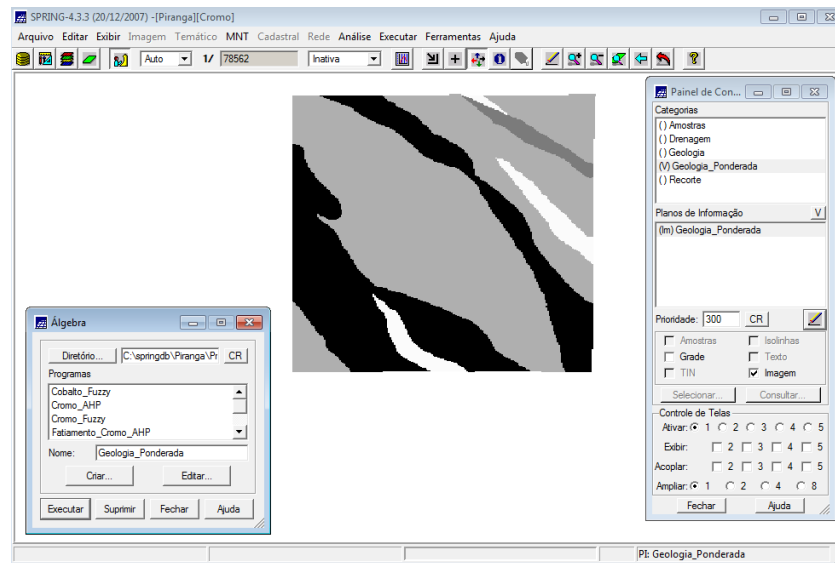 SPRING-4.3.3 (20/12/2007) -[Piranga][Cromo]
Arquivo Editar Exibir Imagem Temático MNT Cadastral Rede Análise Executar Ferramentas Ajuda
Auto 1/ 78562 Inativa
Painel de Con...
Categorias
( ) Amostras
( ) Drenagem
( ) Geologia
(V) Geologia_Ponderada
( ) Recorte
Planos de Informação V
(Im) Geologia_Ponderada
Prioridade: 300 CR
Amostras Isolinhas
Grade Texto
TIN Imagem
Selecionar... Consultar...
Controle de Telas
Ativar: 1 2 3 4 5
Exibir: 2 3 4 5
Acoplar: 2 3 4 5
Ampliar: 1 2 4 8
Fechar Ajuda
Álgebra
Diretório... C:\springdb\Piranga\Pr CR
Programas
Cobalto_Fuzzy
Cromo_AHP
Cromo_Fuzzy
Fatiamento_Cromo_AHP
Nome: Geologia_Ponderada
Criar... Editar...
Executar Suprimir Fechar Ajuda
PI: Geologia_Ponderada